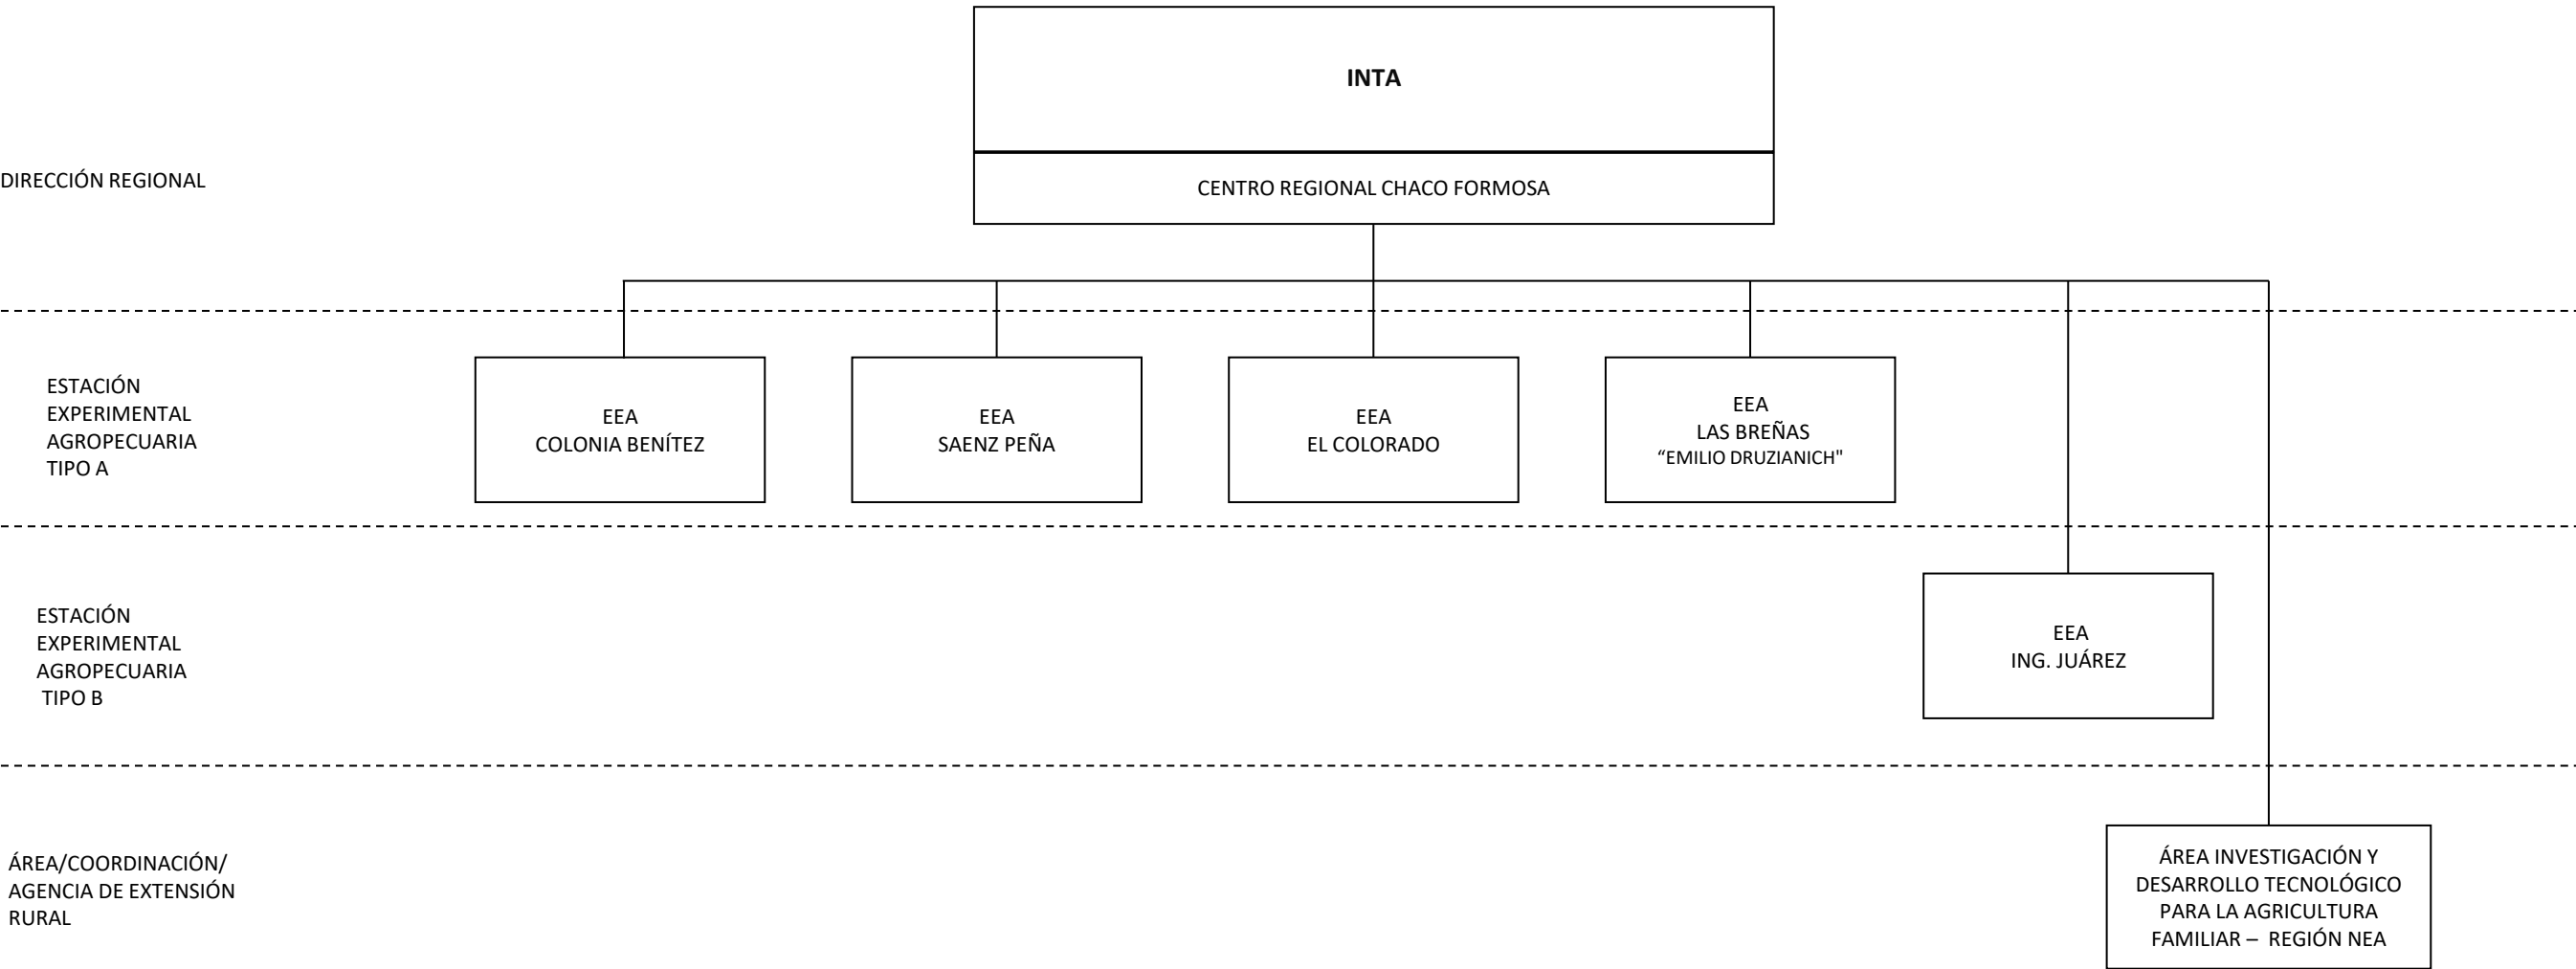 INTA
DIRECCIÓN REGIONAL
CENTRO REGIONAL CHACO FORMOSA
ESTACIÓN
EXPERIMENTAL
AGROPECUARIA
TIPO A
EEA
COLONIA BENÍTEZ
EEA
SAENZ PEÑA
EEA
EL COLORADO
EEA
LAS BREÑAS
“EMILIO DRUZIANICH"
ESTACIÓN
EXPERIMENTAL
AGROPECUARIA
TIPO B
EEA
ING. JUÁREZ
ÁREA/COORDINACIÓN/
AGENCIA DE EXTENSIÓN
RURAL
ÁREA INVESTIGACIÓN Y
DESARROLLO TECNOLÓGICO
PARA LA AGRICULTURA
FAMILIAR – REGIÓN NEA